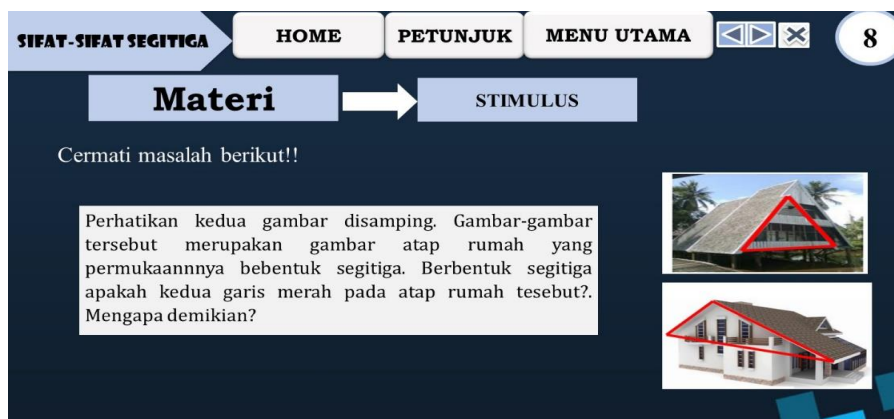 SIFAT-SIFAT SEGITIGA
HOME
PETUNJUK
MENU UTAMA
8
Materi
STIMULUS
Cermati masalah berikut!!
Perhatikan kedua gambar disamping. Gambar-gambar
tersebut merupakan gambar atap rumah yang
permukaannnya bebentuk segitiga. Berbentuk segitiga
apakah kedua garis merah pada atap rumah tesebut?.
Mengapa demikian?